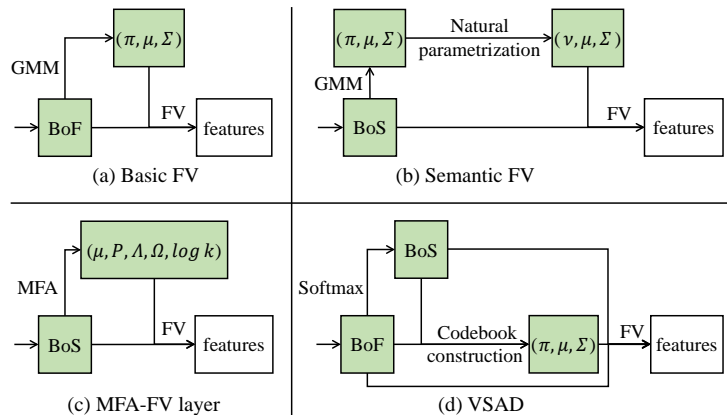 (π, μ, Σ)
GMM
BoF
FV
features
(a) Basic FV
(π, μ, Σ)
Natural
parametrization
(ν, μ, Σ)
GMM
BoS
FV
features
(b) Semantic FV
(μ, P, Λ, Ω, log k)
MFA
BoS
FV
features
(c) MFA-FV layer
BoS
Softmax
BoF
Codebook
construction
(π, μ, Σ)
FV
features
(d) VSAD